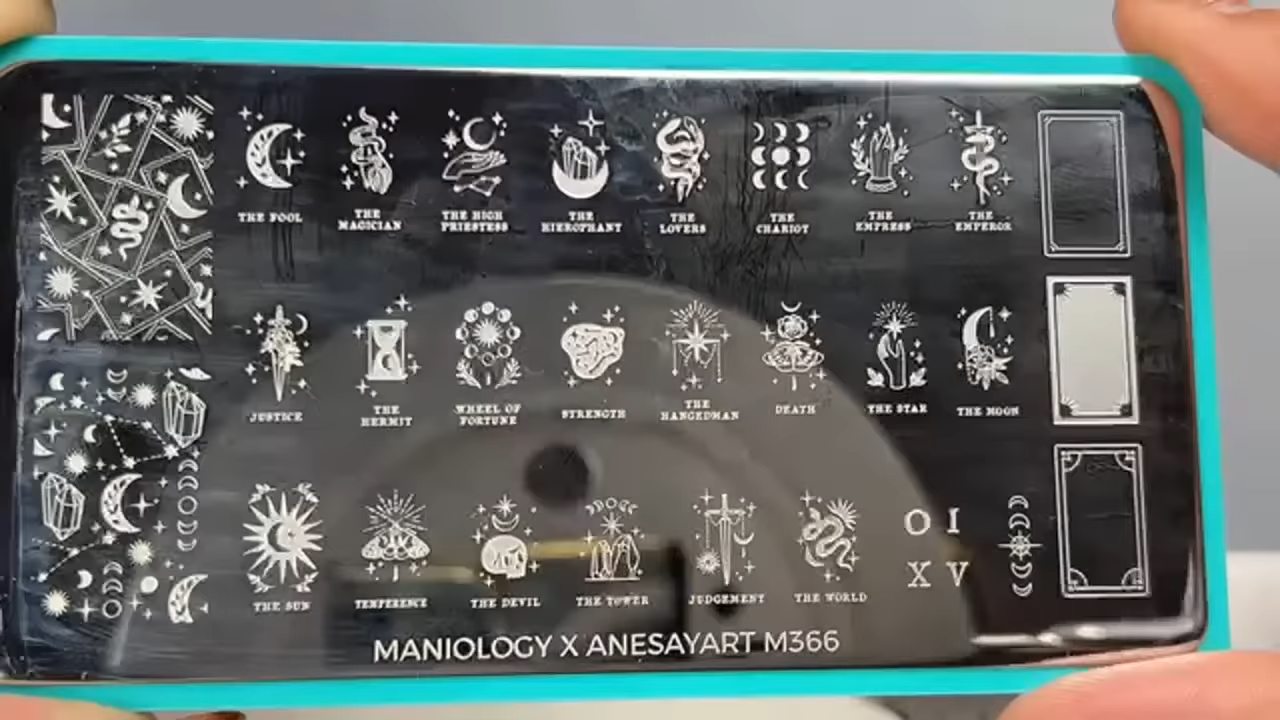 THE FOOL
THE
MAGICIAN
THE HIGH
PRIESTESS
THE
HIEROPHANT
THE
LOVERS
THE
CHARIOT
THE
EMPRESS
THE
EMPEROR
JUSTICE
THE
HERMIT
WHEEL OF
FORTUNE
STRENGTH
THE
HANGEDMAN
DEATH
THE STAR
THE MOON
THE SUN
TEMPERENCE
THE DEVIL
THE TOWER
JUDGEMENT
THE WORLD
O I
X V
MANIOLOGY X ANESAYART M366